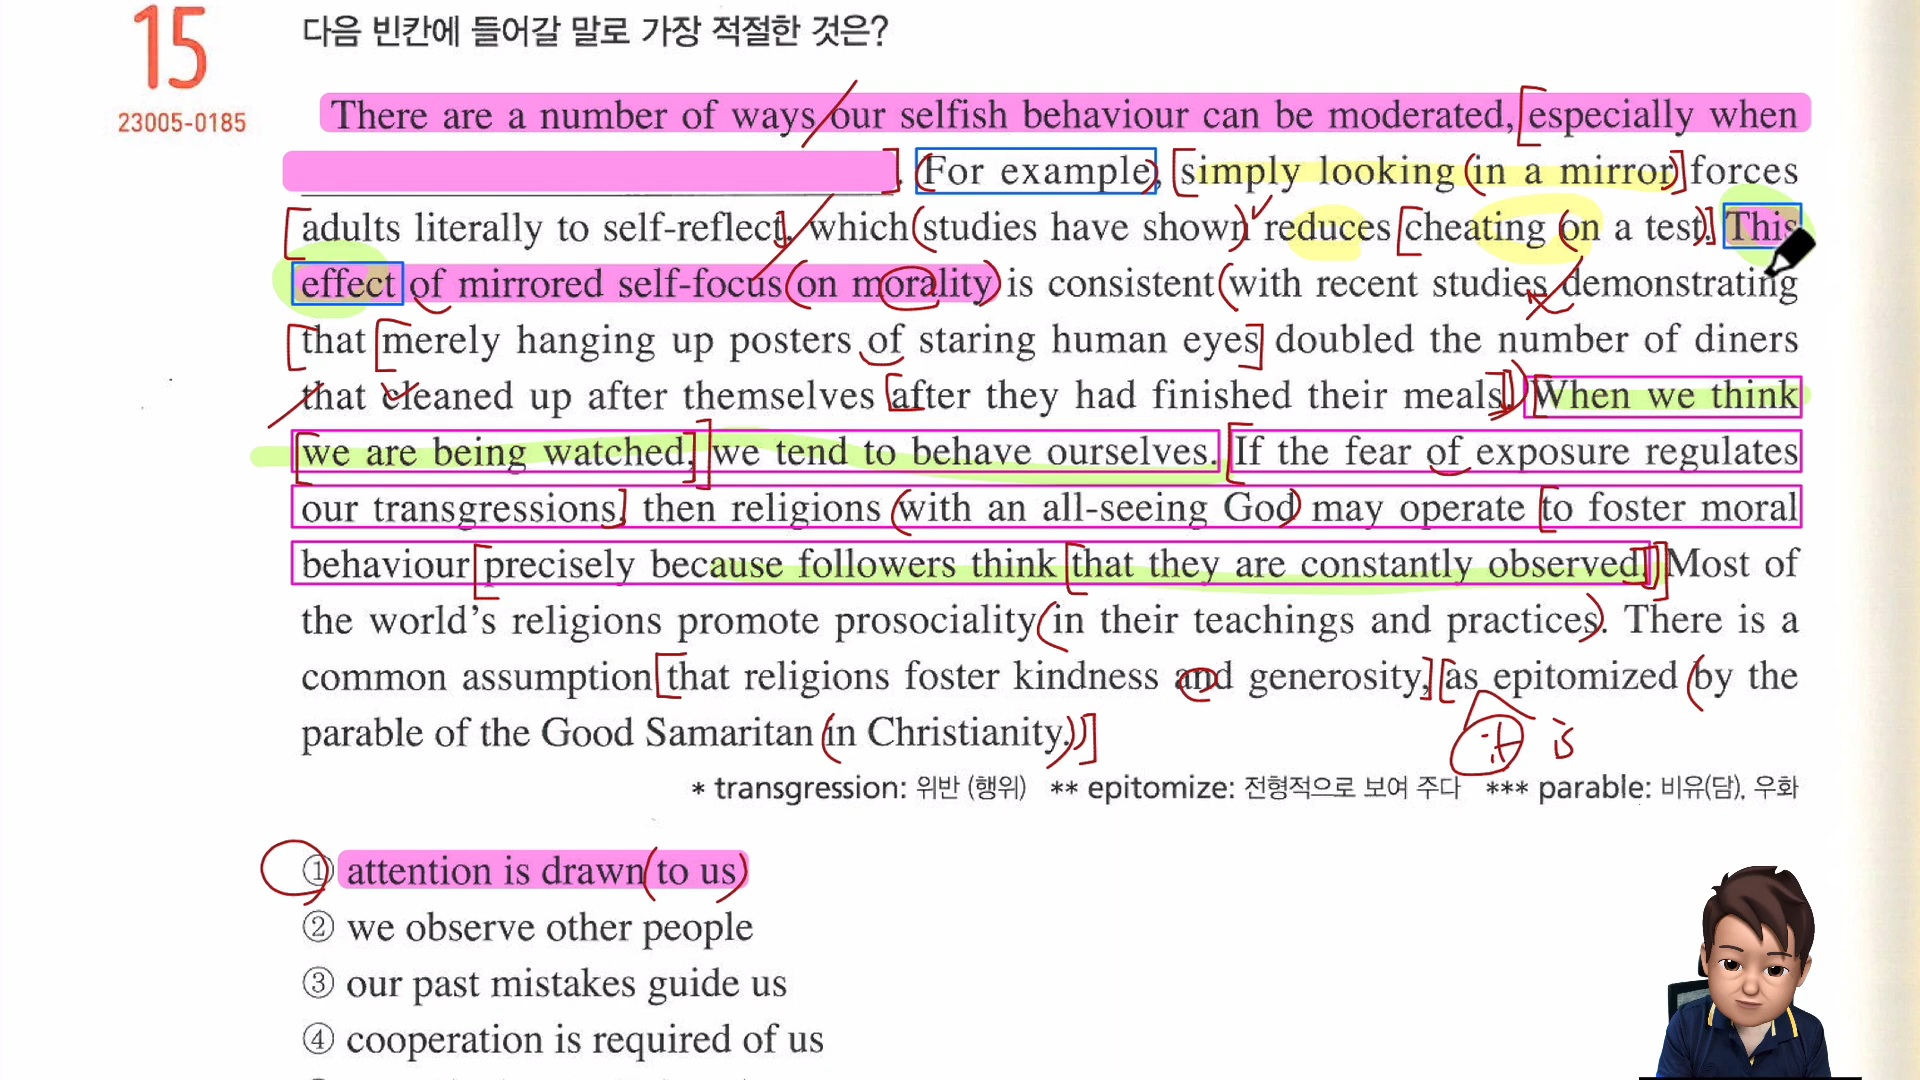 15
다음 빈칸에 들어갈 말로 가장 적절한 것은?
23005-0185
There are a number of ways our selfish behaviour can be moderated, especially when
. For example, simply looking in a mirror forces
adults literally to self-reflect, which studies have shown reduces cheating on a test. This
effect of mirrored self-focus on morality is consistent with recent studies demonstrating
that merely hanging up posters of staring human eyes doubled the number of diners
that cleaned up after themselves after they had finished their meals. When we think
we are being watched, we tend to behave ourselves. If the fear of exposure regulates
our transgressions, then religions with an all-seeing God may operate to foster moral
behaviour precisely because followers think that they are constantly observed. Most of
the world's religions promote prosociality in their teachings and practices. There is a
common assumption that religions foster kindness and generosity, as epitomized by the
parable of the Good Samaritan in Christianity.
it is
* transgression: 위반 (행위) ** epitomize: 전형적으로 보여 주다 *** parable: 비유(담), 우화
① attention is drawn to us
② we observe other people
③ our past mistakes guide us
④ cooperation is required of us